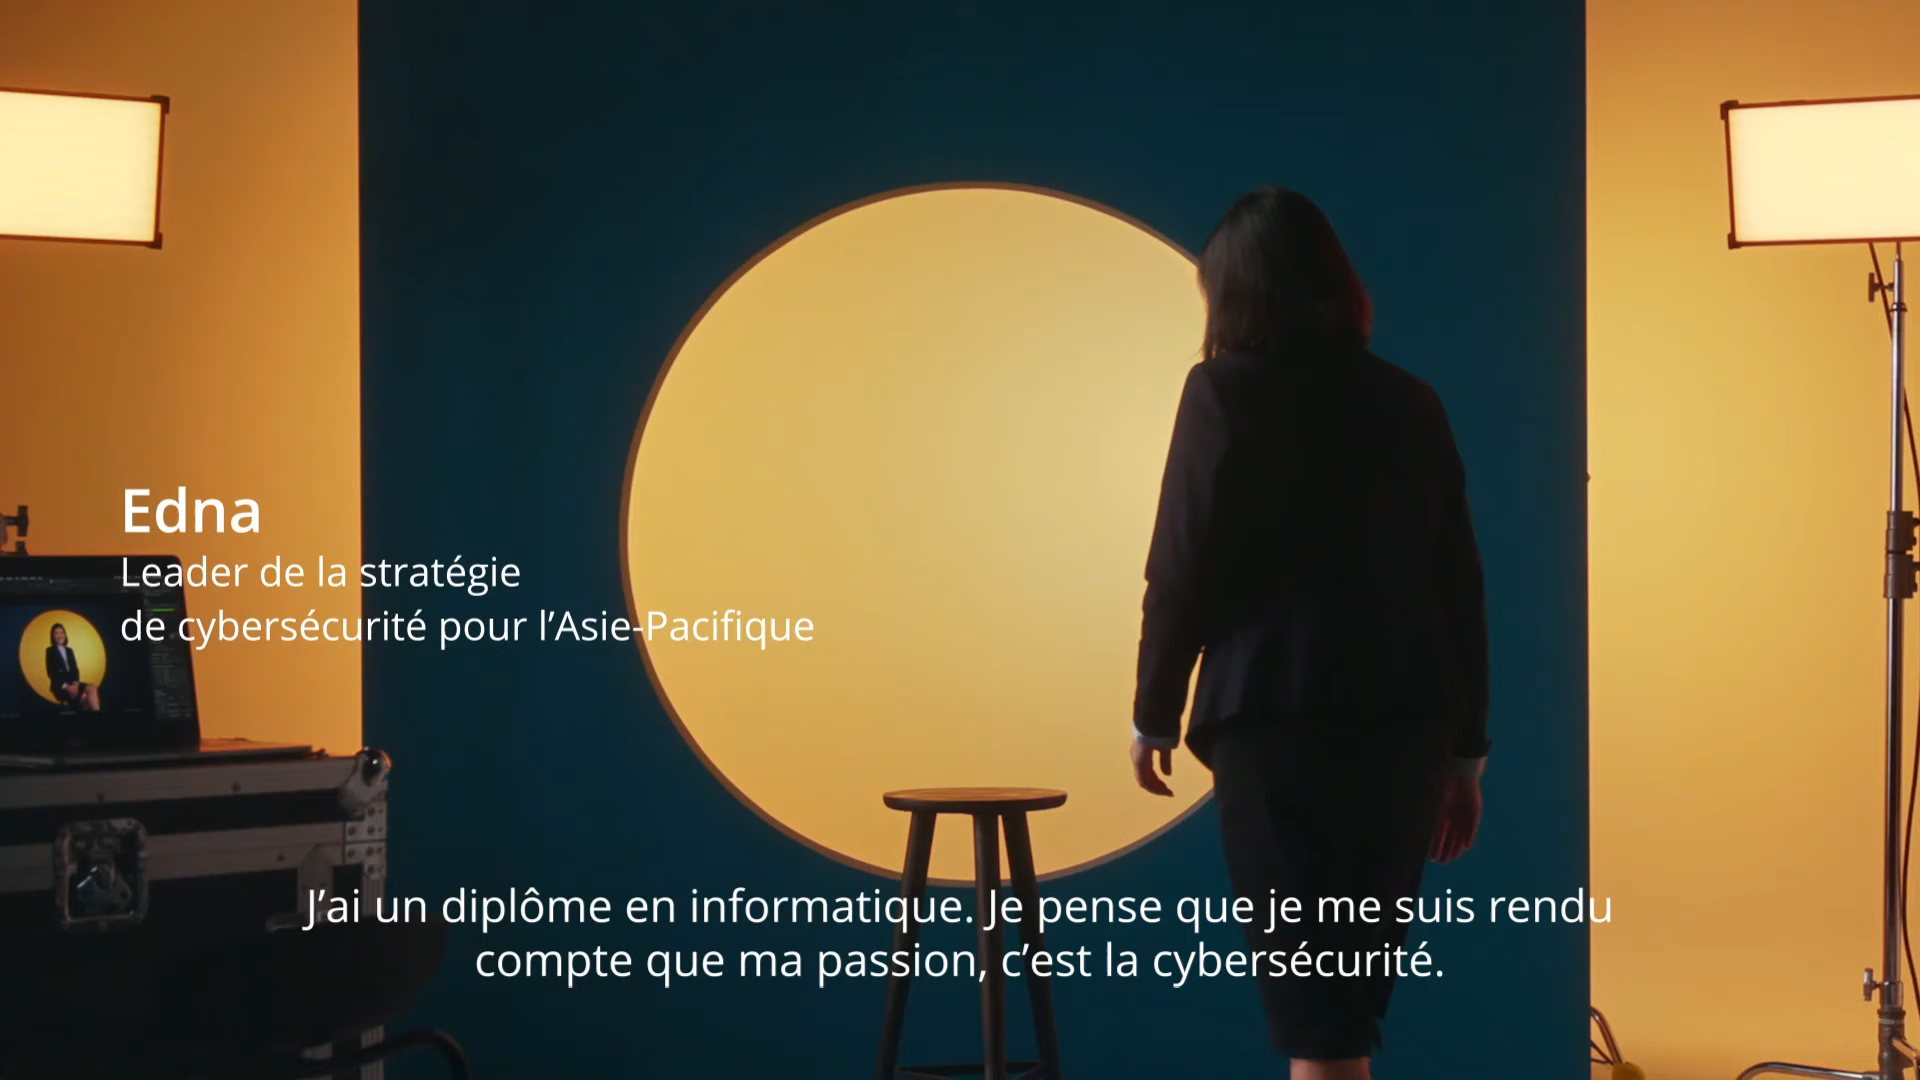 Edna
Leader de la stratégie
de cybersécurité pour l’Asie-Pacifique
J’ai un diplôme en informatique. Je pense que je me suis rendu
compte que ma passion, c’est la cybersécurité.